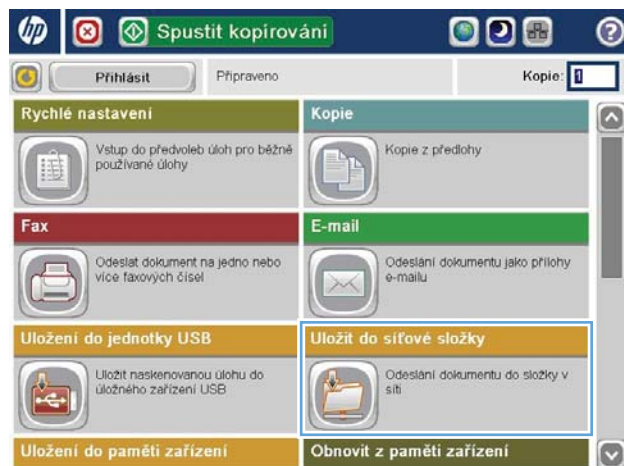 hp
Spustit kopírování
?
Přihlásit
Připraveno
Kopie: 1
Rychlé nastavení
Vstup do předvoleb úloh pro běžně
používané úlohy
Kopie
Kopie z předlohy
Fax
Odeslat dokument na jedno nebo
více faxových čísel
E-mail
Odeslání dokumentu jako přílohy
e-mailu
Uložení do jednotky USB
Uložit naskenovanou úlohu do
úložného zařízení USB
Uložit do síťové složky
Odeslání dokumentu do složky v
síti
Uložení do paměti zařízení
Obnovit z paměti zařízení